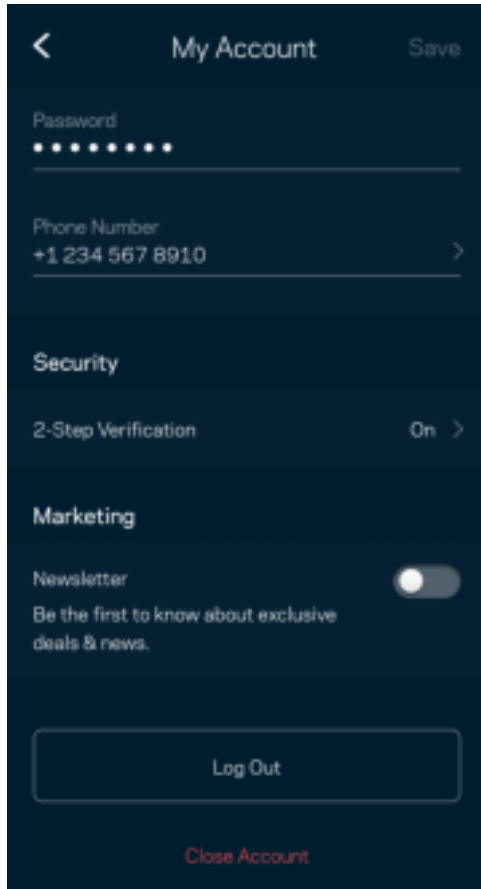 My Account
Save
Password
••••••••
Phone Number
+1 234 567 8910
Security
2-Step Verification
On
Marketing
Newsletter
Be the first to know about exclusive
deals & news.
Log Out
Close Account